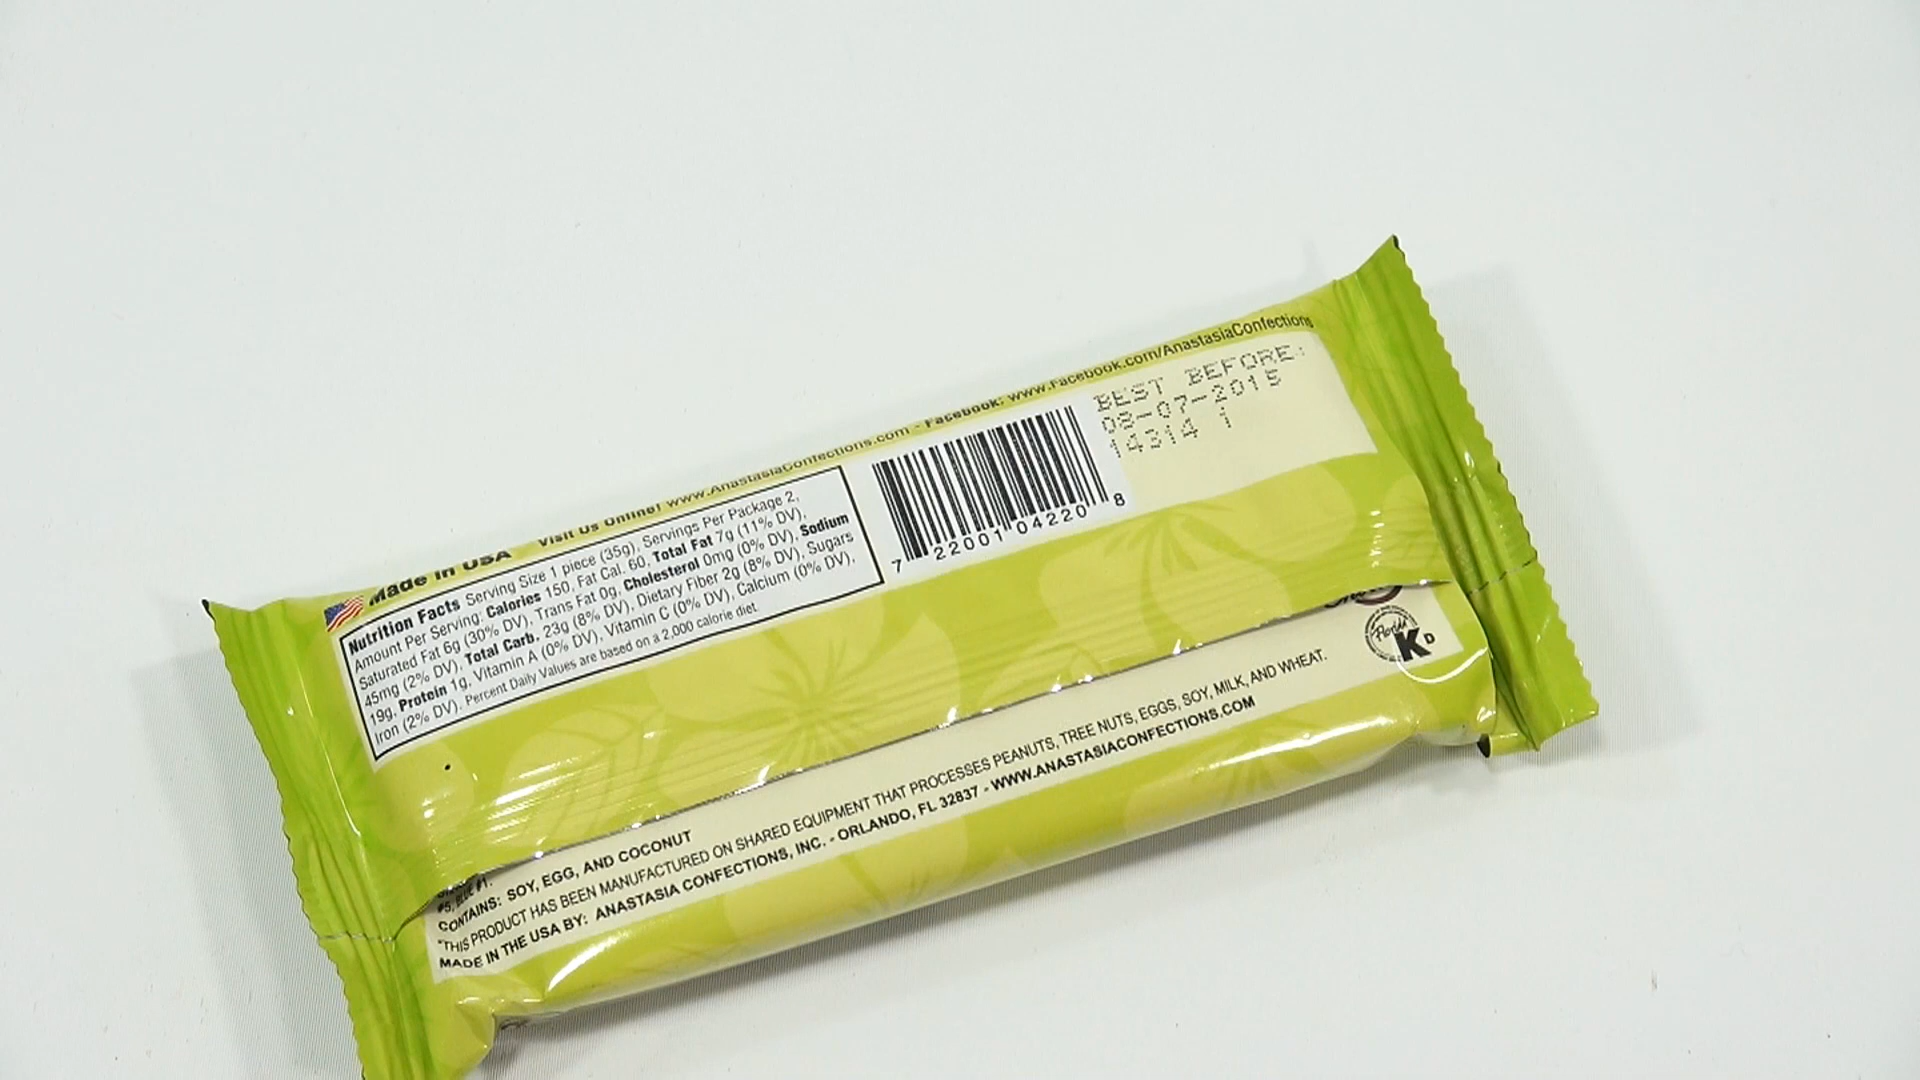 Made in USA Visit Us Online! www.AnastasiaConfections.com - Facebook: www.Facebook.com/AnastasiaConfections
Nutrition Facts Serving Size 1 piece (35g), Servings Per Package 2,
Amount Per Serving: Calories 150, Fat Cal. 60, Total Fat 7g (11% DV),
Saturated Fat 6g (30% DV), Trans Fat 0g, Cholesterol 0mg (0% DV), Sodium
45mg (2% DV), Total Carb. 23g (8% DV), Dietary Fiber 2g (8% DV), Sugars
19g, Protein 1g, Vitamin A (0% DV), Vitamin C (0% DV), Calcium (0% DV),
Iron (2% DV). Percent Daily Values are based on a 2,000 calorie diet.
7 22001 04220 8
BEST BEFORE:
08-07-2015
14314 1
Florida K D
#5, BLUE #1.
CONTAINS: SOY, EGG, AND COCONUT
*THIS PRODUCT HAS BEEN MANUFACTURED ON SHARED EQUIPMENT THAT PROCESSES PEANUTS, TREE NUTS, EGGS, SOY, MILK, AND WHEAT.
MADE IN THE USA BY: ANASTASIA CONFECTIONS, INC. - ORLANDO, FL 32837 - WWW.ANASTASIACONFECTIONS.COM